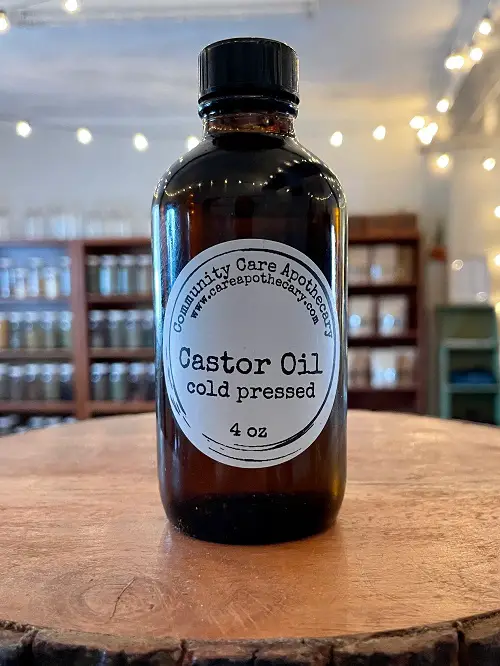 Community Care Apothecary
www.careapothecary.com
Castor Oil
cold pressed
4 oz